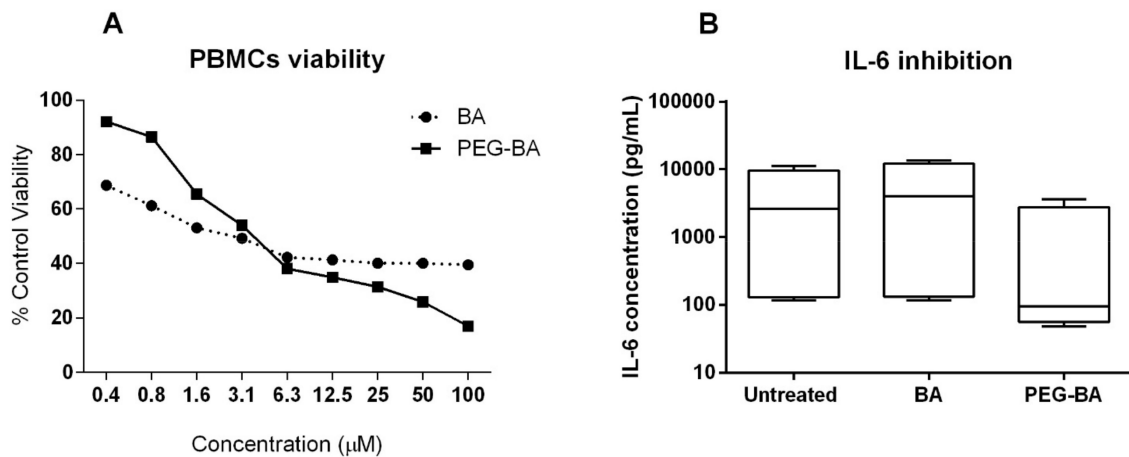 A
PBMCs viability
% Control Viability
100
80
60
40
20
0
BA
PEG-BA
0.4 0.8 1.6 3.1 6.3 12.5 25 50 100
Concentration (μM)
B
IL-6 inhibition
IL-6 concentration (pg/mL)
100000
10000
1000
100
10
Untreated BA PEG-BA